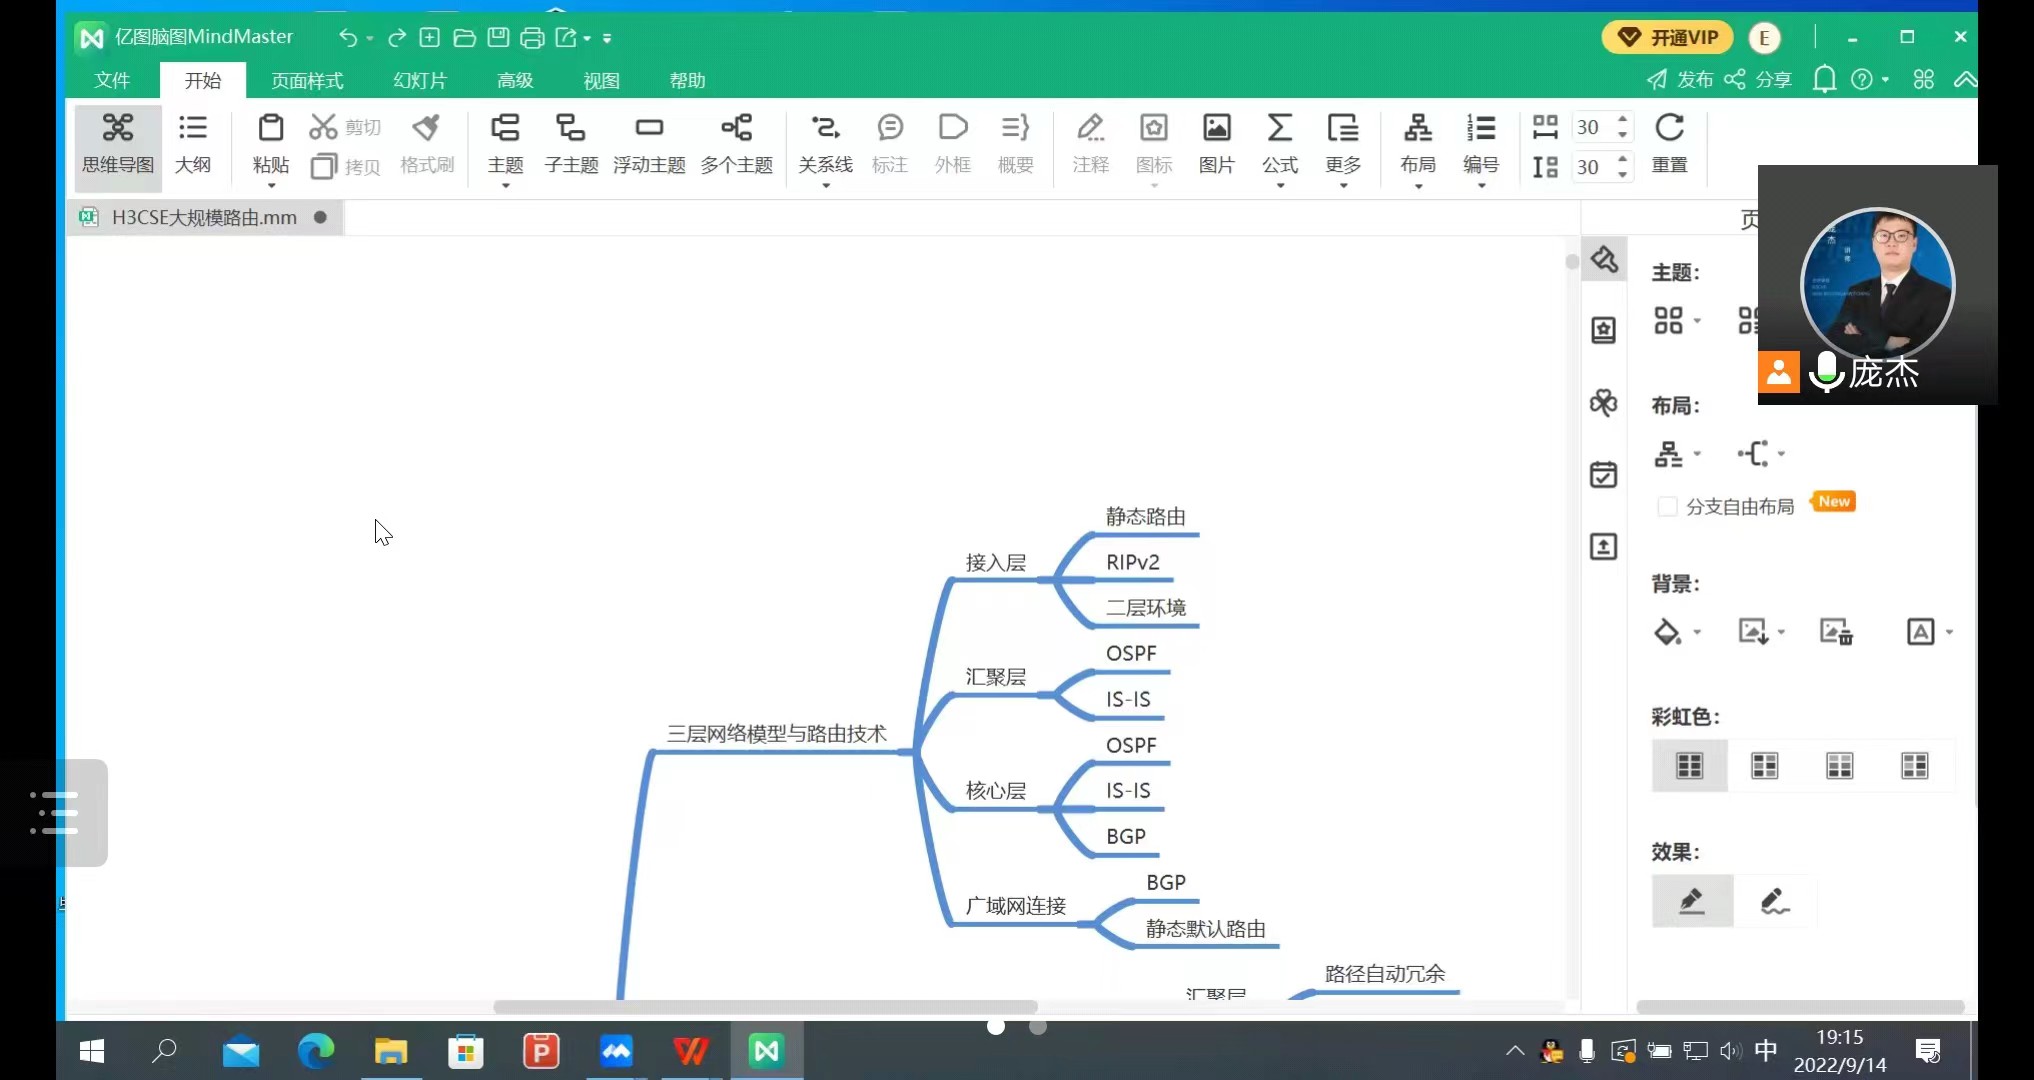 亿图脑图MindMaster
开通VIP
E
文件 开始 页面样式 幻灯片 高级 视图 帮助
发布 分享
思维导图 大纲 粘贴 剪切 拷贝 格式刷 主题 子主题 浮动主题 多个主题 关系线 标注 外框 概要 注释 图标 图片 公式 更多 布局 编号 30 30 重置
H3CSE大规模路由.mm
页
主题:
庞杰
布局:
分支自由布局 New
背景:
彩虹色:
效果:
静态路由
接入层
RIPv2
二层环境
OSPF
汇聚层
IS-IS
三层网络模型与路由技术
OSPF
核心层
IS-IS
BGP
BGP
广域网连接
静态默认路由
路径自动冗余
汇聚层
中
19:15
2022/9/14